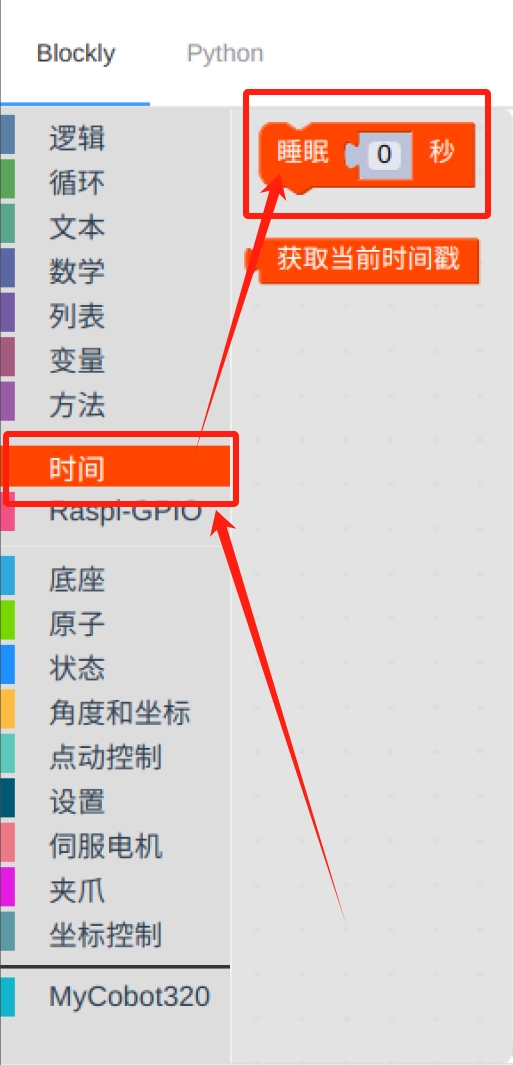 Blockly Python
逻辑
循环
文本
数学
列表
变量
方法
时间
Raspi-GPIO
底座
原子
状态
角度和坐标
点动控制
设置
伺服电机
夹爪
坐标控制
MyCobot320
睡眠 0 秒
获取当前时间戳